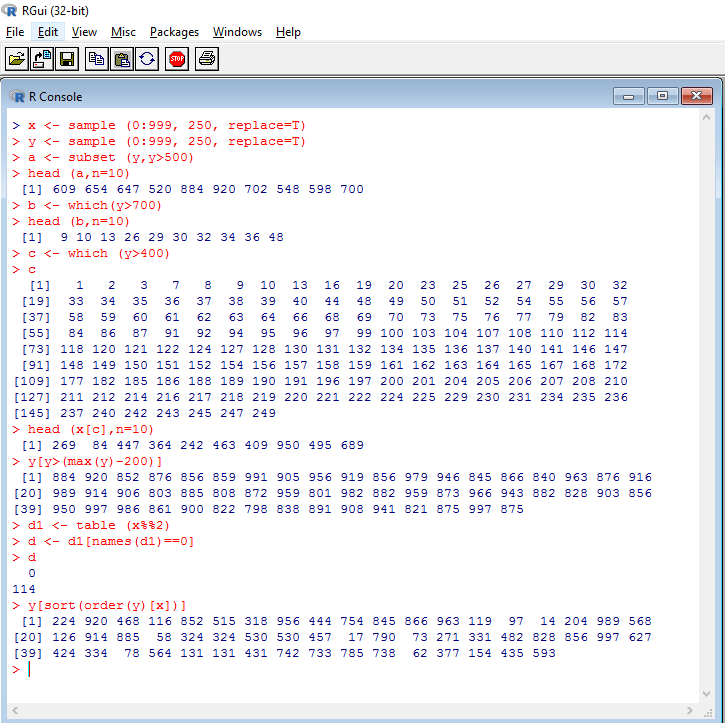 RGui (32-bit)
File Edit View Misc Packages Windows Help
STOP
R Console
> x <- sample (0:999, 250, replace=T)
> y <- sample (0:999, 250, replace=T)
> a <- subset (y,y>500)
> head (a,n=10)
[1] 609 654 647 520 884 920 702 548 598 700
> b <- which(y>700)
> head (b,n=10)
[1] 9 10 13 26 29 30 32 34 36 48
> c <- which (y>400)
> c
[1] 1 2 3 7 8 9 10 13 16 19 20 23 25 26 27 29 30 32
[19] 33 34 35 36 37 38 39 40 44 48 49 50 51 52 54 55 56 57
[37] 58 59 60 61 62 63 64 66 68 69 70 73 75 76 77 79 82 83
[55] 84 86 87 91 92 94 95 96 97 99 100 103 104 107 108 110 112 114
[73] 118 120 121 122 124 127 128 130 131 132 134 135 136 137 140 141 146 147
[91] 148 149 150 151 152 154 156 157 158 159 161 162 163 164 165 167 168 172
[109] 177 182 185 186 188 189 190 191 196 197 200 201 204 205 206 207 208 210
[127] 211 212 214 216 217 218 219 220 221 222 224 225 229 230 231 234 235 236
[145] 237 240 242 243 245 247 249
> head (x[c],n=10)
[1] 269 84 447 364 242 463 409 950 495 689
> y[y>(max(y)-200)]
[1] 884 920 852 876 856 859 991 905 956 919 856 979 946 845 866 840 963 876 916
[20] 989 914 906 803 885 808 872 959 801 982 882 959 873 966 943 882 828 903 856
[39] 950 997 986 861 900 822 798 838 891 908 941 821 875 997 875
> d1 <- table (x%%2)
> d <- d1[names(d1)==0]
> d
0
114
> y[sort(order(y)[x])]
[1] 224 920 468 116 852 515 318 956 444 754 845 866 963 119 97 14 204 989 568
[20] 126 914 885 58 324 324 530 530 457 17 790 73 271 331 482 828 856 997 627
[39] 424 334 78 564 131 131 431 742 733 785 738 62 377 154 435 593
>